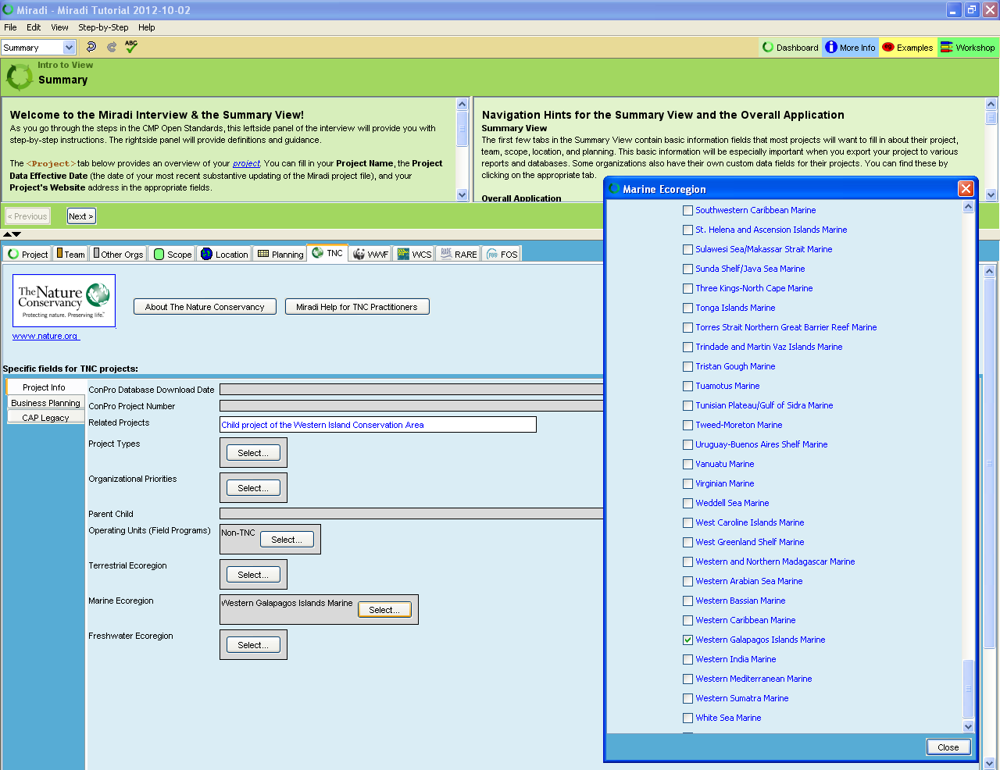 Miradi - Miradi Tutorial 2012-10-02
File Edit View Step-by-Step Help
Summary ABC Dashboard More Info Examples Workshop
Intro to View
Summary
Welcome to the Miradi Interview & the Summary View!
As you go through the steps in the CMP Open Standards, this leftside panel of the interview will provide you with
step-by-step instructions. The rightside panel will provide definitions and guidance.
The <Project> tab below provides an overview of your project. You can fill in your Project Name, the Project
Data Effective Date (the date of your most recent substantive updating of the Miradi project file), and your
Project's Website address in the appropriate fields.
Navigation Hints for the Summary View and the Overall Application
Summary View
The first few tabs in the Summary View contain basic information fields that most projects will want to fill in about their project,
team, scope, location, and planning. This basic information will be especially important when you export your project to various
reports and databases. Some organizations also have their own custom data fields for their projects. You can find these by
clicking on the appropriate tab.
Overall Application
< Previous Next >
Project Team Other Orgs Scope Location Planning TNC WWF WCS RARE RARE FOS
The Nature
Conservancy
Protecting nature. Preserving life.™
www.nature.org
About The Nature Conservancy Miradi Help for TNC Practitioners
Specific fields for TNC projects:
Project Info
Business Planning
CAP Legacy
ConPro Database Download Date
ConPro Project Number
Related Projects Child project of the Western Island Conservation Area
Project Types Select...
Organizational Priorities Select...
Parent Child
Operating Units (Field Programs) Non-TNC Select...
Terrestrial Ecoregion Select...
Marine Ecoregion Western Galapagos Islands Marine Select...
Freshwater Ecoregion Select...
Marine Ecoregion
Southwestern Caribbean Marine
St. Helena and Ascension Islands Marine
Sulawesi Sea/Makassar Strait Marine
Sunda Shelf/Java Sea Marine
Three Kings-North Cape Marine
Tonga Islands Marine
Torres Strait Northern Great Barrier Reef Marine
Trindade and Martin Vaz Islands Marine
Tristan Gough Marine
Tuamotus Marine
Tunisian Plateau/Gulf of Sidra Marine
Tweed-Moreton Marine
Uruguay-Buenos Aires Shelf Marine
Vanuatu Marine
Virginian Marine
Weddell Sea Marine
West Caroline Islands Marine
West Greenland Shelf Marine
Western and Northern Madagascar Marine
Western Arabian Sea Marine
Western Bassian Marine
Western Caribbean Marine
Western Galapagos Islands Marine
Western India Marine
Western Mediterranean Marine
Western Sumatra Marine
White Sea Marine
Close